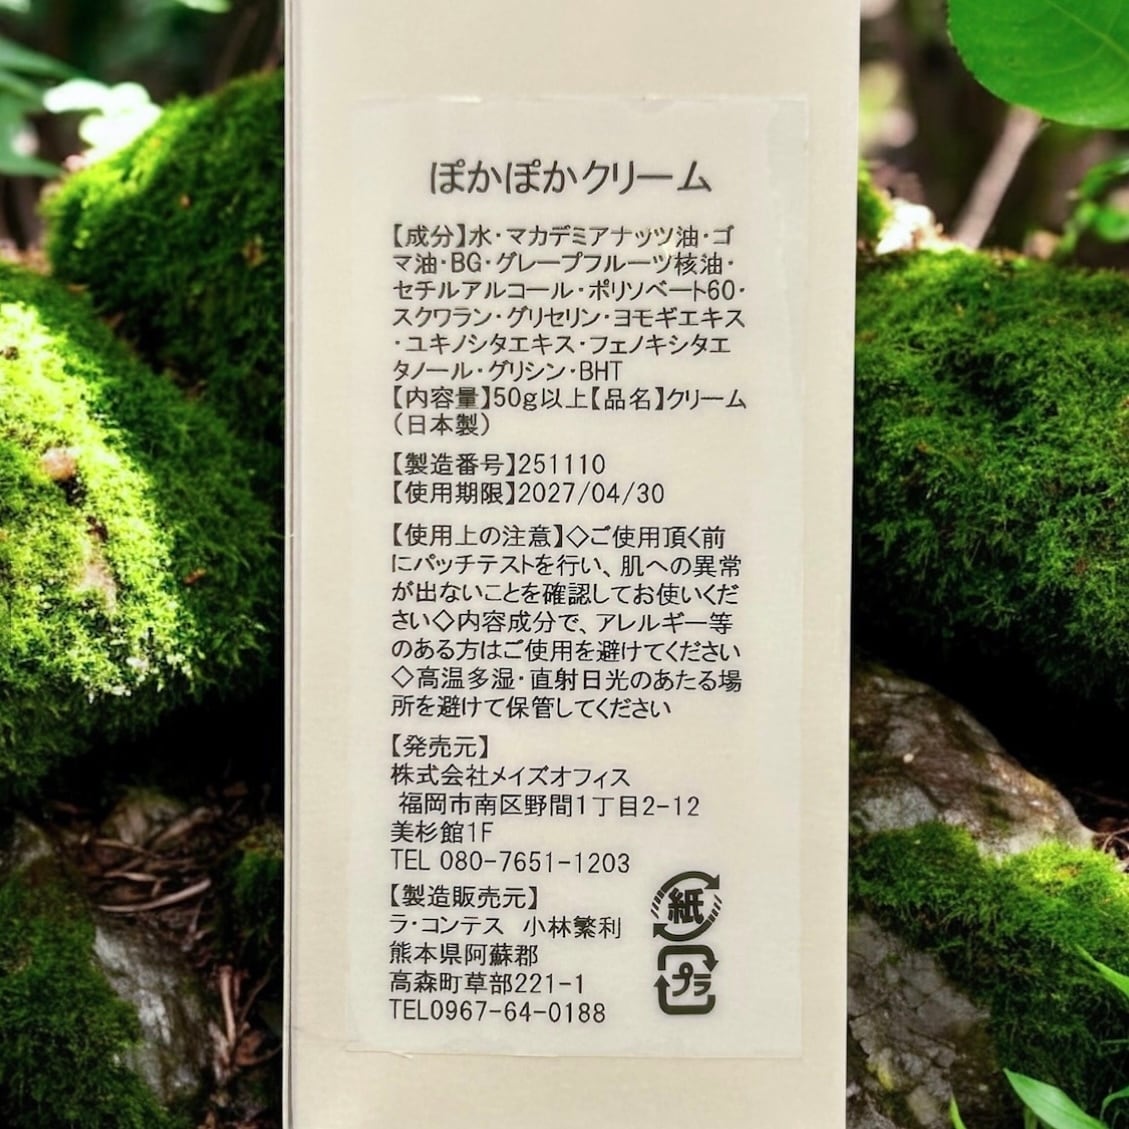 ぽかぽかクリーム
【成分】水・マカデミアナッツ油・ゴ
マ油・BG・グレープフルーツ核油・
セチルアルコール・ポリソベート60・
スクワラン・グリセリン・ヨモギエキス
・ユキノシタエキス・フェノキシタエ
タノール・グリシン・BHT
【内容量】50g以上【品名】クリーム
（日本製）
【製造番号】251110
【使用期限】2027/04/30
【使用上の注意】◇ご使用頂く前
にパッチテストを行い、肌への異常
が出ないことを確認してお使いくだ
さい◇内容成分で、アレルギー等
のある方はご使用を避けてください
◇高温多湿・直射日光のあたる場
所を避けて保管してください
【発売元】
株式会社メイズオフィス
福岡市南区野間1丁目2-12
美杉館1F
TEL 080-7651-1203
【製造販売元】
ラ・コンテス 小林繁利
熊本県阿蘇郡
高森町草部221-1
TEL0967-64-0188
紙
プラ